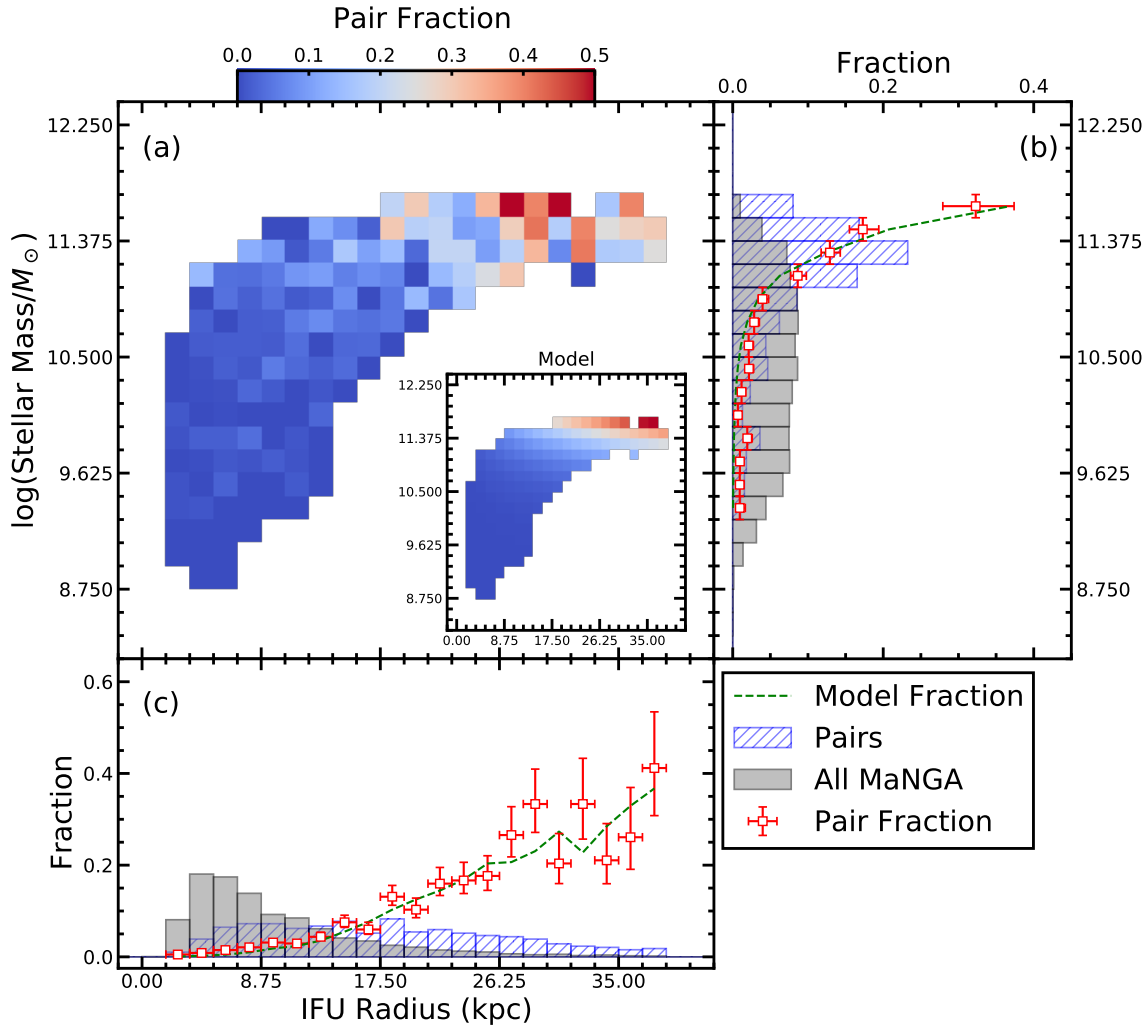 Pair Fraction
0.0 0.1 0.2 0.3 0.4 0.5
Fraction
0.0 0.2 0.4
(a)
(b)
log(Stellar Mass/M⊙)
12.250
11.375
10.500
9.625
8.750
12.250
11.375
10.500
9.625
8.750
Model
12.250
11.375
10.500
9.625
8.750
0.00 8.75 17.50 26.25 35.00
(c)
Fraction
0.6
0.4
0.2
0.0
0.00 8.75 17.50 26.25 35.00
IFU Radius (kpc)
Model Fraction
Pairs
All MaNGA
Pair Fraction